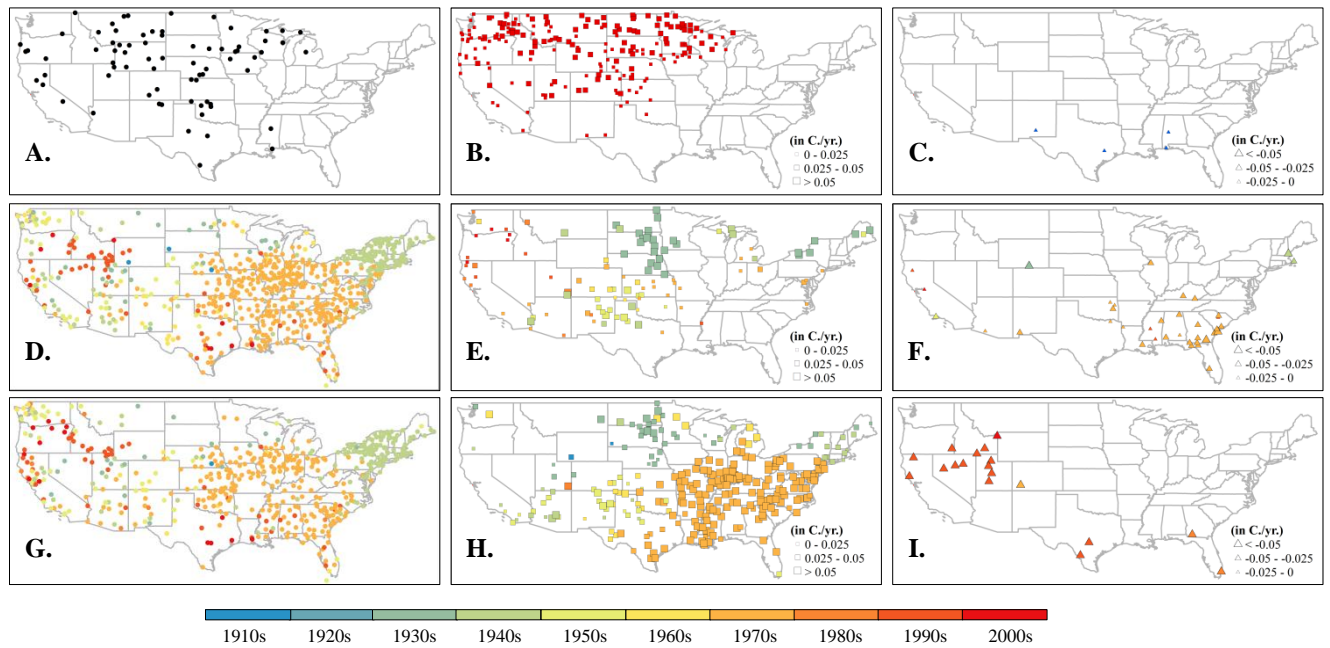 A.
B.
(in C./yr.)
0 - 0.025
0.025 - 0.05
> 0.05
C.
(in C./yr.)
< -0.05
-0.05 - -0.025
-0.025 - 0
D.
E.
(in C./yr.)
0 - 0.025
0.025 - 0.05
> 0.05
F.
(in C./yr.)
< -0.05
-0.05 - -0.025
-0.025 - 0
G.
H.
(in C./yr.)
0 - 0.025
0.025 - 0.05
> 0.05
I.
(in C./yr.)
< -0.05
-0.05 - -0.025
-0.025 - 0
1910s 1920s 1930s 1940s 1950s 1960s 1970s 1980s 1990s 2000s